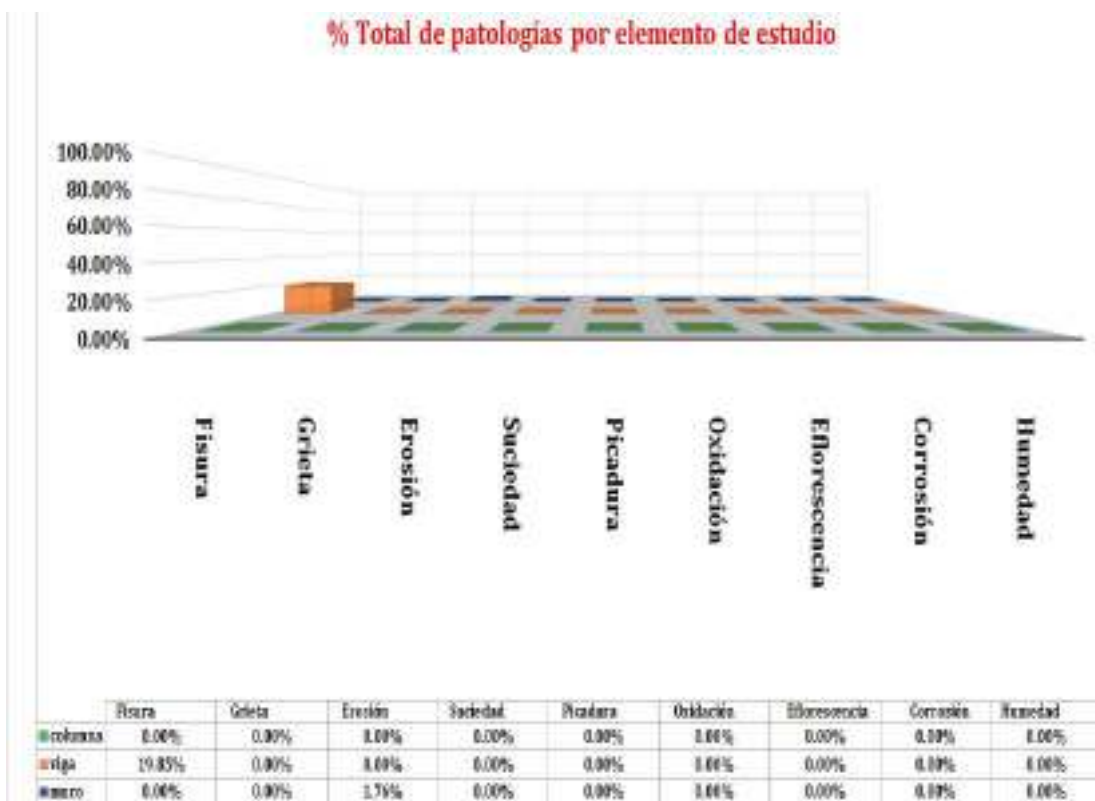 % Total de patologías por elemento de estudio
100.00%
80.00%
60.00%
40.00%
20.00%
0.00%
Fisura
Grieta
Erosión
Suciedad
Picadura
Oxidación
Eflorescencia
Corrosión
Humedad
Fisura Grieta Erosión Suciedad Picadura Oxidación Eflorescencia Corrosión Humedad
columna 0.00% 0.00% 0.00% 0.00% 0.00% 0.00% 0.00% 0.00% 0.00%
viga 19.85% 0.00% 0.00% 0.00% 0.00% 0.00% 0.00% 0.00% 0.00%
muro 0.00% 0.00% 0.00% 0.00% 0.00% 0.00% 0.00% 0.00%